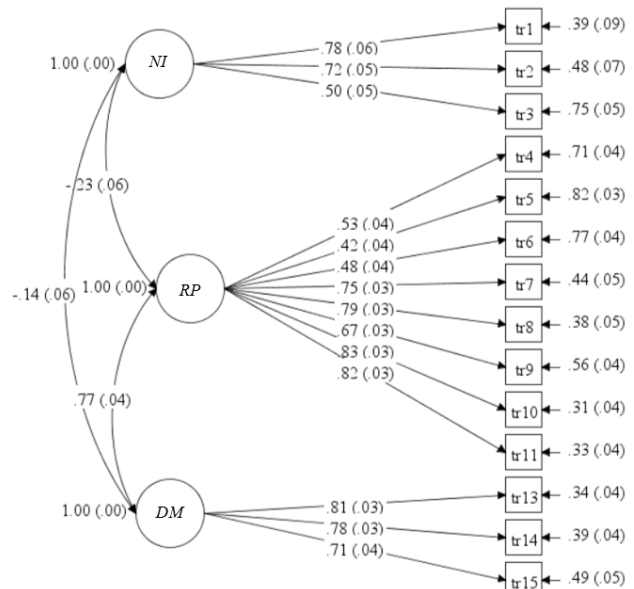 tr1 .39 (.09)
1.00 (.00) NI .78 (.06)
.72 (.05) tr2 .48 (.07)
.50 (.05)
tr3 .75 (.05)
tr4 .71 (.04)
-.23 (.06)
tr5 .82 (.03)
.53 (.04)
.42 (.04) tr6 .77 (.04)
.48 (.04)
-.14 (.06) 1.00 (.00) RP .75 (.03) tr7 .44 (.05)
.79 (.03)
.67 (.03) tr8 .38 (.05)
.83 (.03)
.82 (.03) tr9 .56 (.04)
.77 (.04) tr10 .31 (.04)
tr11 .33 (.04)
.81 (.03) tr13 .34 (.04)
1.00 (.00) DM .78 (.03) tr14 .39 (.04)
.71 (.04)
tr15 .49 (.05)